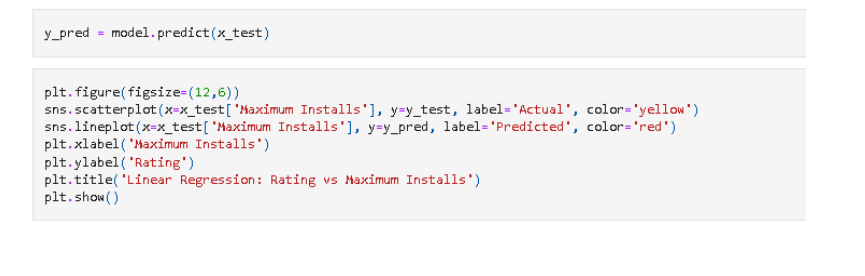 y_pred = model.predict(x_test)
plt.figure(figsize=(12,6))
sns.scatterplot(x=x_test['Maximum Installs'], y=y_test, label='Actual', color='yellow')
sns.lineplot(x=x_test['Maximum Installs'], y=y_pred, label='Predicted', color='red')
plt.xlabel('Maximum Installs')
plt.ylabel('Rating')
plt.title('Linear Regression: Rating vs Maximum Installs')
plt.show()